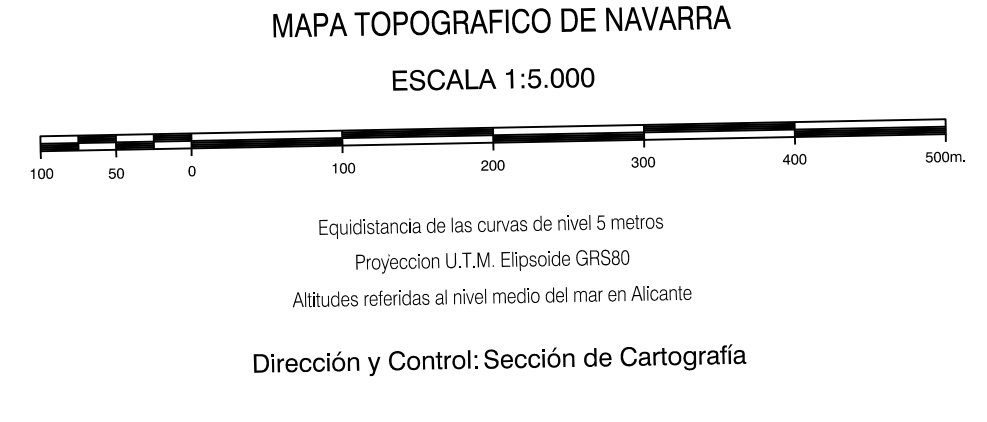 MAPA TOPOGRAFICO DE NAVARRA
ESCALA 1:5.000
100 50 0 100 200 300 400 500m.
Equidistancia de las curvas de nivel 5 metros
Proyeccion U.T.M. Elipsoide GRS80
Altitudes referidas al nivel medio del mar en Alicante
Dirección y Control: Sección de Cartografía